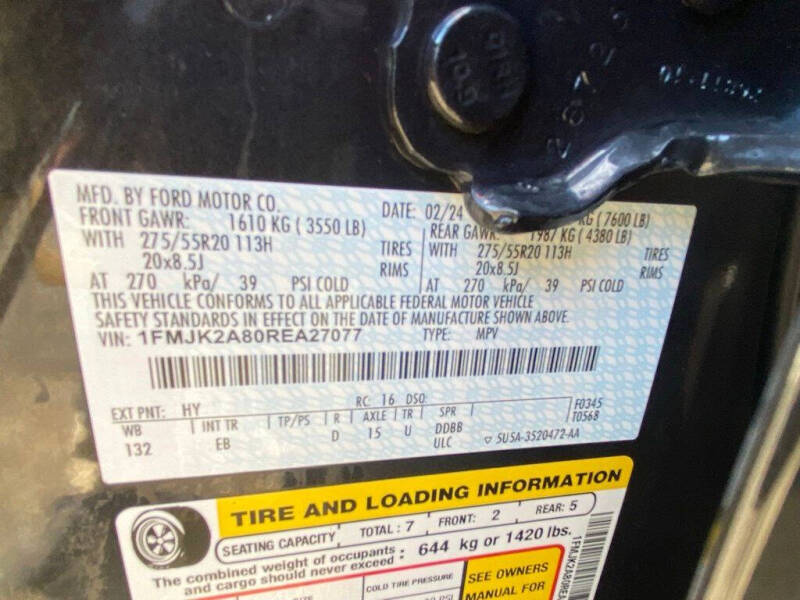 MFD. BY FORD MOTOR CO.
DATE: 02/24 KG ( 7600 LB)
FRONT GAWR: 1610 KG ( 3550 LB)
REAR GAWR: 1987 KG ( 4380 LB)
WITH 275/55R20 113H TIRES
WITH 275/55R20 113H TIRES
20x8.5J RIMS
20x8.5J RIMS
AT 270 kPa/ 39 PSI COLD
AT 270 kPa/ 39 PSI COLD
THIS VEHICLE CONFORMS TO ALL APPLICABLE FEDERAL MOTOR VEHICLE
SAFETY STANDARDS IN EFFECT ON THE DATE OF MANUFACTURE SHOWN ABOVE.
VIN: 1FMJK2A80REA27077 TYPE: MPV
EXT PNT: HY RC: 16 DSO: F0345
T0568
WB INT TR TP/PS R AXLE TR SPR
132 EB D 15 U DDBB
ULC 5U5A-3520472-AA
TIRE AND LOADING INFORMATION
SEATING CAPACITY TOTAL : 7 FRONT: 2 REAR: 5
The combined weight of occupants
and cargo should never exceed : 644 kg or 1420 lbs.
COLD TIRE PRESSURE
SEE OWNERS
MANUAL FOR
1FMJK2A80REA